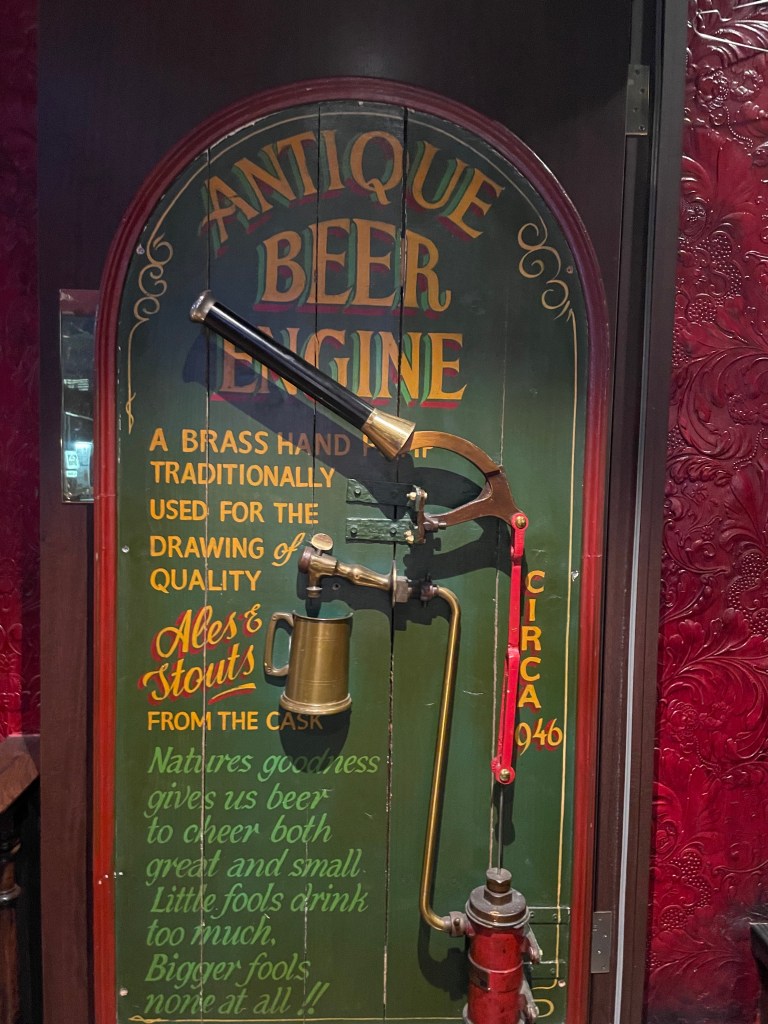 ANTIQUE
BEER
ENGINE
A BRASS HAND PUMP
TRADITIONALLY
USED FOR THE
DRAWING of
QUALITY
Ales &
Stouts
FROM THE CASK
CIRCA
946
Natures goodness
gives us beer
to cheer both
great and small.
Little fools drink
too much,
Bigger fools
none at all!!